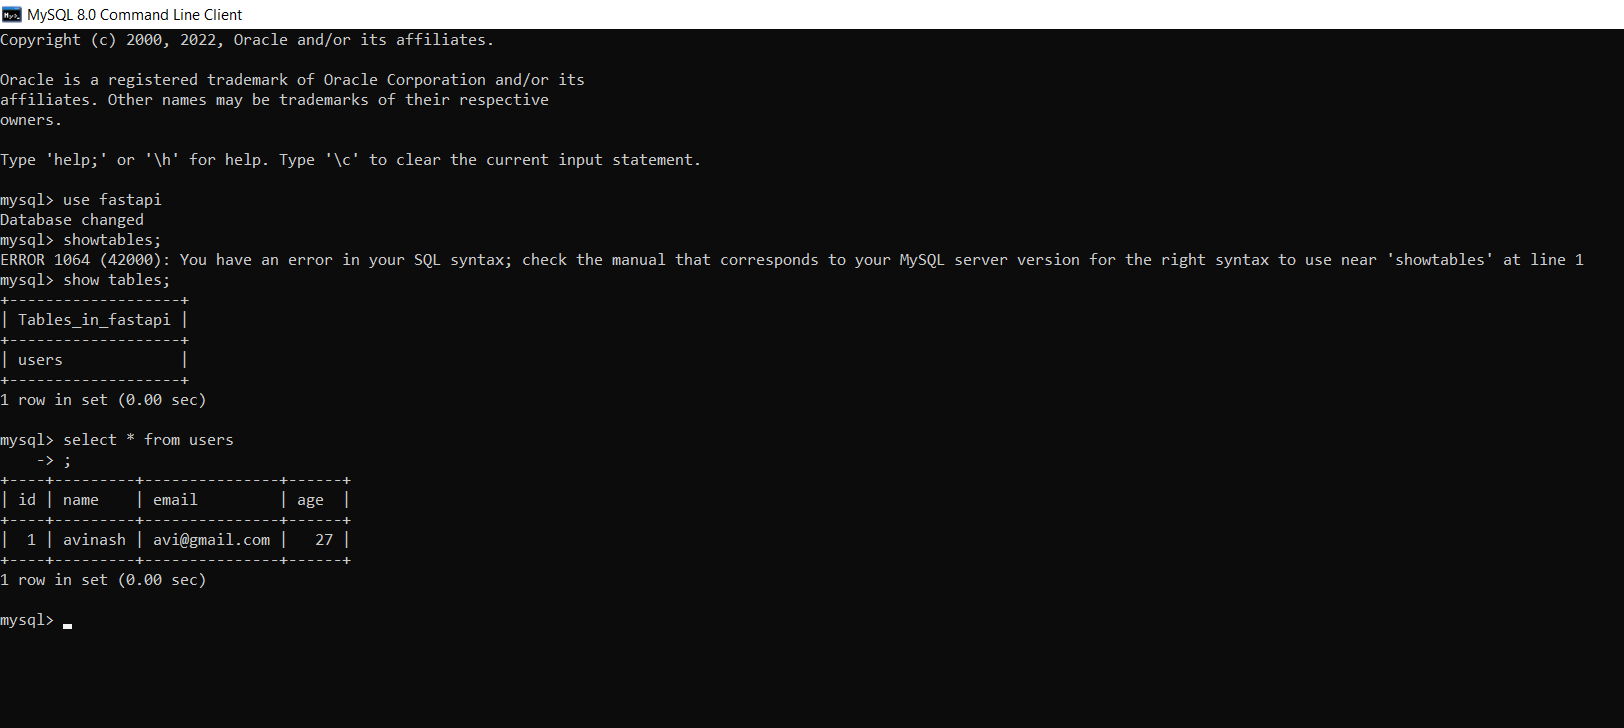 MySQL 8.0 Command Line Client
Copyright (c) 2000, 2022, Oracle and/or its affiliates.
Oracle is a registered trademark of Oracle Corporation and/or its
affiliates. Other names may be trademarks of their respective
owners.
Type 'help;' or '\h' for help. Type '\c' to clear the current input statement.
mysql> use fastapi
Database changed
mysql> showtables;
ERROR 1064 (42000): You have an error in your SQL syntax; check the manual that corresponds to your MySQL server version for the right syntax to use near 'showtables' at line 1
mysql> show tables;
+-------------------+
| Tables_in_fastapi |
+-------------------+
| users             |
+-------------------+
1 row in set (0.00 sec)
mysql> select * from users
    -> ;
+----+---------+---------------+------+
| id | name    | email         | age  |
+----+---------+---------------+------+
|  1 | avinash | avi@gmail.com |   27 |
+----+---------+---------------+------+
1 row in set (0.00 sec)
mysql>